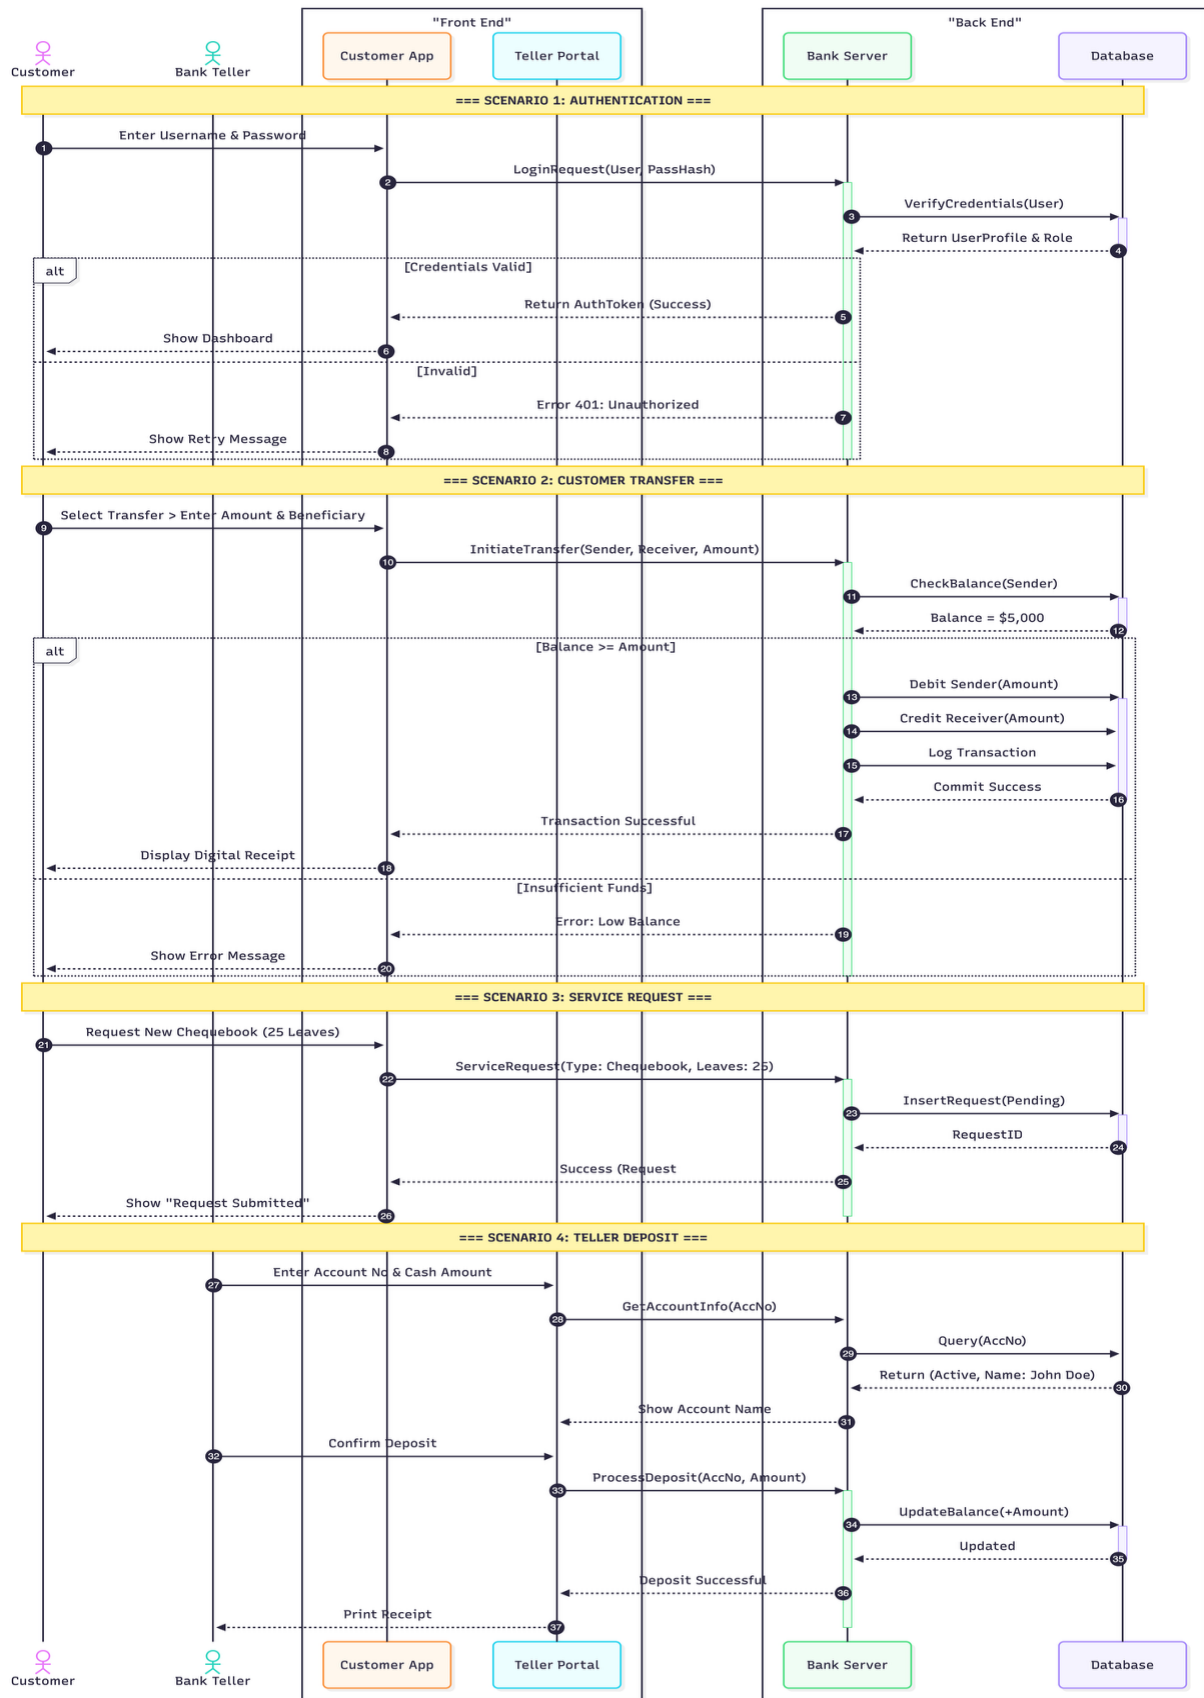 "Front End"
"Back End"
Customer
Bank Teller
Customer App
Teller Portal
Bank Server
Database
=== SCENARIO 1: AUTHENTICATION ===
Enter Username & Password
1
LoginRequest(User, PassHash)
2
VerifyCredentials(User)
3
Return UserProfile & Role
4
alt
[Credentials Valid]
Return AuthToken (Success)
5
Show Dashboard
6
[Invalid]
Error 401: Unauthorized
7
Show Retry Message
8
=== SCENARIO 2: CUSTOMER TRANSFER ===
Select Transfer > Enter Amount & Beneficiary
9
InitiateTransfer(Sender, Receiver, Amount)
10
CheckBalance(Sender)
11
Balance = $5,000
12
alt
[Balance >= Amount]
Debit Sender(Amount)
13
Credit Receiver(Amount)
14
Log Transaction
15
Commit Success
16
Transaction Successful
17
Display Digital Receipt
18
[Insufficient Funds]
Error: Low Balance
19
Show Error Message
20
=== SCENARIO 3: SERVICE REQUEST ===
Request New Chequebook (25 Leaves)
21
ServiceRequest(Type: Chequebook, Leaves: 25)
22
InsertRequest(Pending)
23
RequestID
24
Success (Request
25
Show "Request Submitted"
26
=== SCENARIO 4: TELLER DEPOSIT ===
Enter Account No & Cash Amount
27
GetAccountInfo(AccNo)
28
Query(AccNo)
29
Return (Active, Name: John Doe)
30
Show Account Name
31
Confirm Deposit
32
ProcessDeposit(AccNo, Amount)
33
UpdateBalance(+Amount)
34
Updated
35
Deposit Successful
36
Print Receipt
37
Customer
Bank Teller
Customer App
Teller Portal
Bank Server
Database